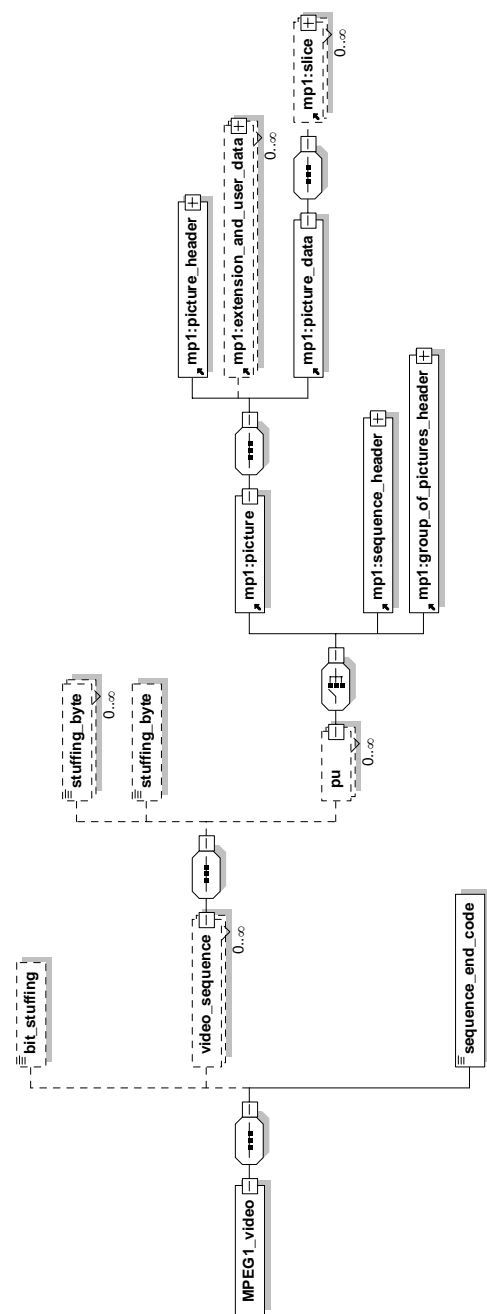 MPEG1_video
bit_stuffing
video_sequence
0..∞
stuffing_byte
0..∞
stuffing_byte
pu
0..∞
mp1:picture
mp1:picture_header
mp1:extension_and_user_data
0..∞
mp1:picture_data
mp1:slice
0..∞
mp1:sequence_header
mp1:group_of_pictures_header
sequence_end_code